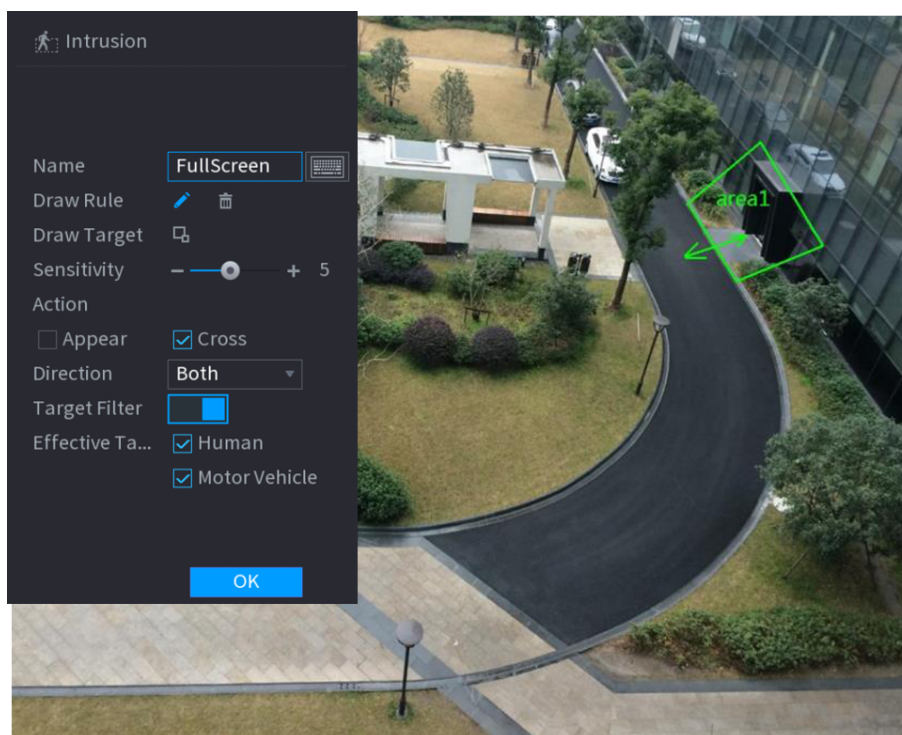 Intrusion
Name FullScreen
Draw Rule
Draw Target
Sensitivity - + 5
Action
Appear Cross
Direction Both
Target Filter
Effective Ta... Human
Motor Vehicle
OK
area1